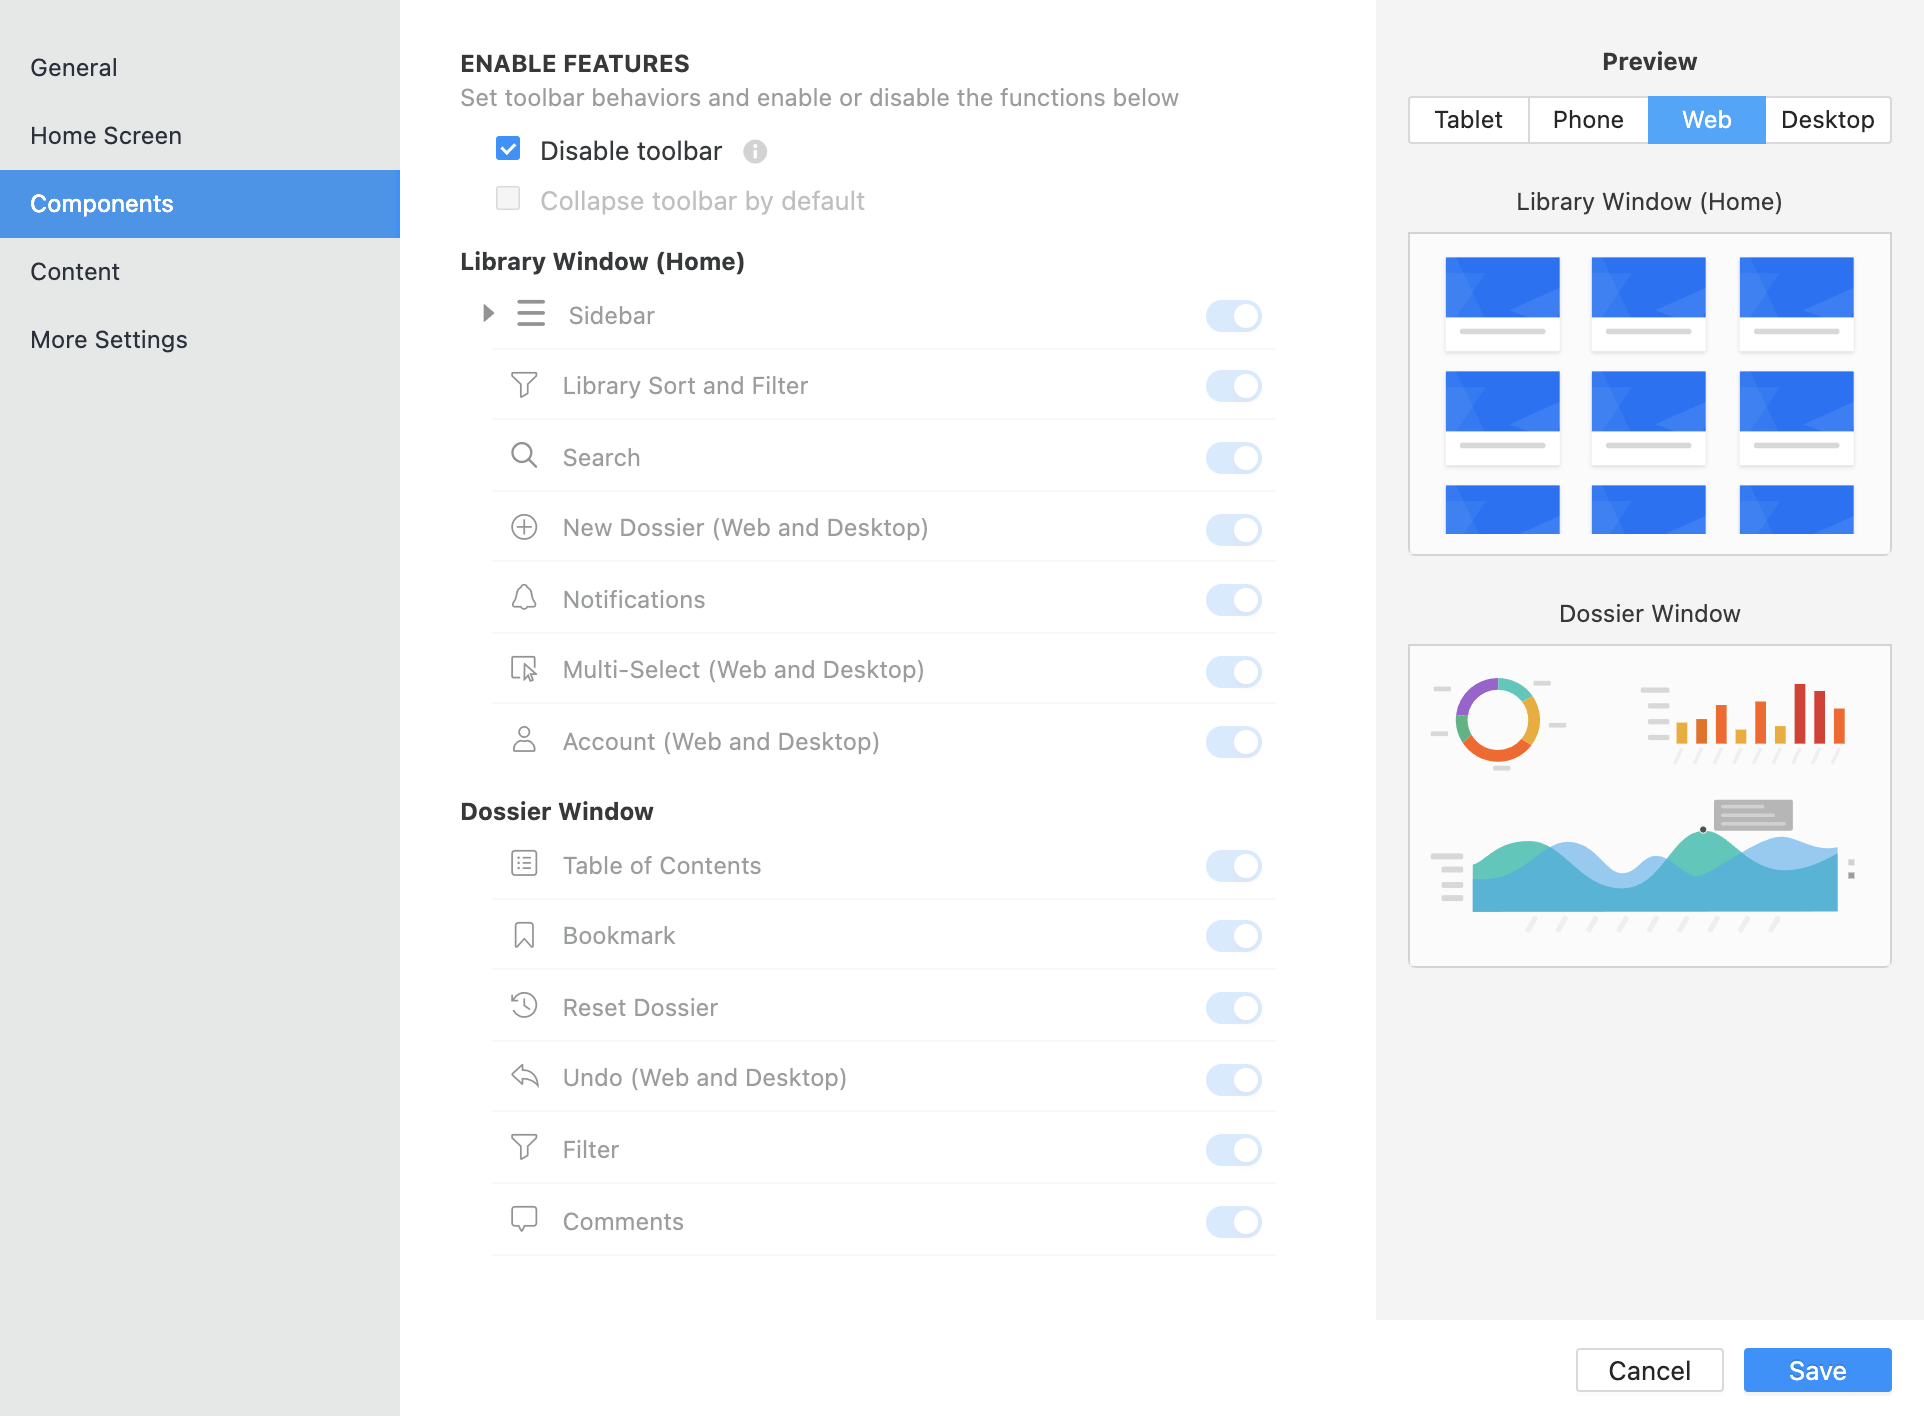 General
Home Screen
Components
Content
More Settings
ENABLE FEATURES
Set toolbar behaviors and enable or disable the functions below
Disable toolbar
Collapse toolbar by default
Library Window (Home)
Sidebar
Library Sort and Filter
Search
New Dossier (Web and Desktop)
Notifications
Multi-Select (Web and Desktop)
Account (Web and Desktop)
Dossier Window
Table of Contents
Bookmark
Reset Dossier
Undo (Web and Desktop)
Filter
Comments
Preview
Tablet Phone Web Desktop
Library Window (Home)
Dossier Window
Cancel Save